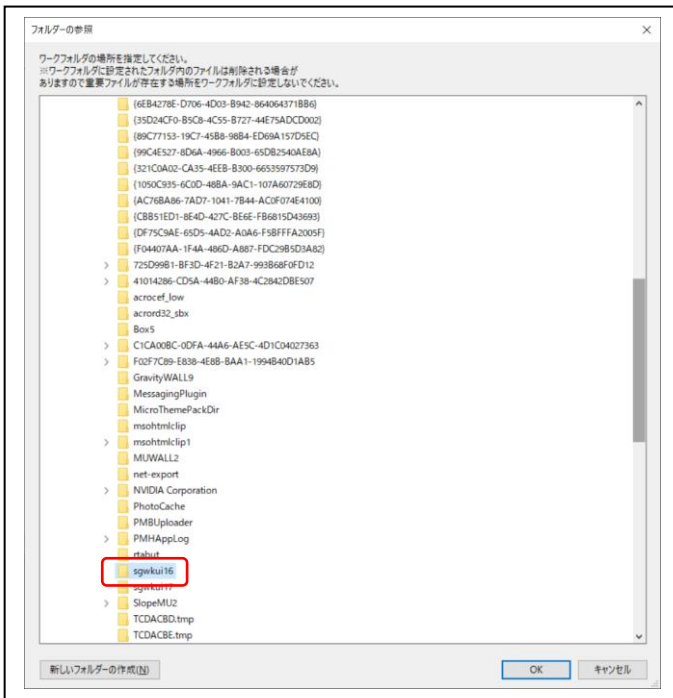 フォルダーの参照
ワークフォルダの場所を指定してください。
※ワークフォルダに設定されたフォルダ内のファイルは削除される場合が
ありますので重要ファイルが存在する場所をワークフォルダに設定しないでください。
{6EB4278E-D706-4D03-B942-864064371BB6}
{35D24CF0-B5C8-4C55-B727-44E75ADCD002}
{89C77153-19C7-45B8-98B4-ED69A157D5EC}
{99C4E527-8D6A-4966-B003-65DB2540AE8A}
{321C0A02-CA35-4EEB-B300-6653597573D9}
{1050C935-6C0D-48BA-9AC1-107A60729E8D}
{AC76BA86-7AD7-1041-7B44-AC0F074E4100}
{CBB51ED1-8E4D-427C-BE6E-FB6815D43693}
{DF75C9AE-65D5-4AD2-A0A6-F5BFFFA2005F}
{F04407AA-1F4A-486D-A887-FDC29B5D3A82}
725D99B1-BF3D-4F21-B2A7-993B68F0FD12
41014286-CD5A-44B0-AF38-4C2842DBE507
acrocef_low
acrord32_sbx
Box5
C1CA00BC-0DFA-44A6-AE5C-4D1C04027363
F02F7C89-E838-4E8B-BAA1-1994B40D1AB5
GravityWALL9
MessagingPlugin
MicroThemePackDir
msohtmlclip
msohtmlclip1
MUWALL2
net-export
NVIDIA Corporation
PhotoCache
PMBUploader
PMHAppLog
rtabut
sgwkui16
sgwkui17
SlopeMU2
TCDACBD.tmp
TCDACBE.tmp
新しいフォルダーの作成(N)
OK
キャンセル